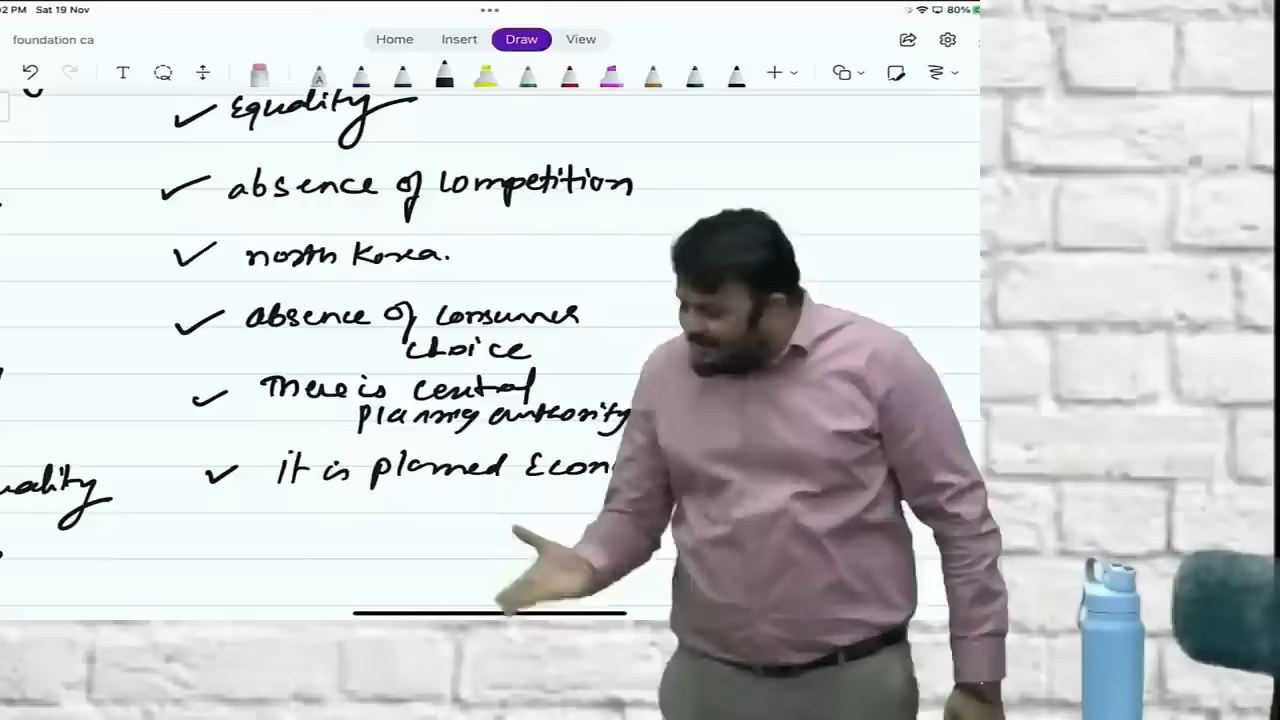 2 PM Sat 19 Nov
80%
foundation ca
Home Insert Draw View
T
A
Equality
absence of competition
north Korea.
absence of consumer
choice
There is central
planning authority
it is planned Econ
uality